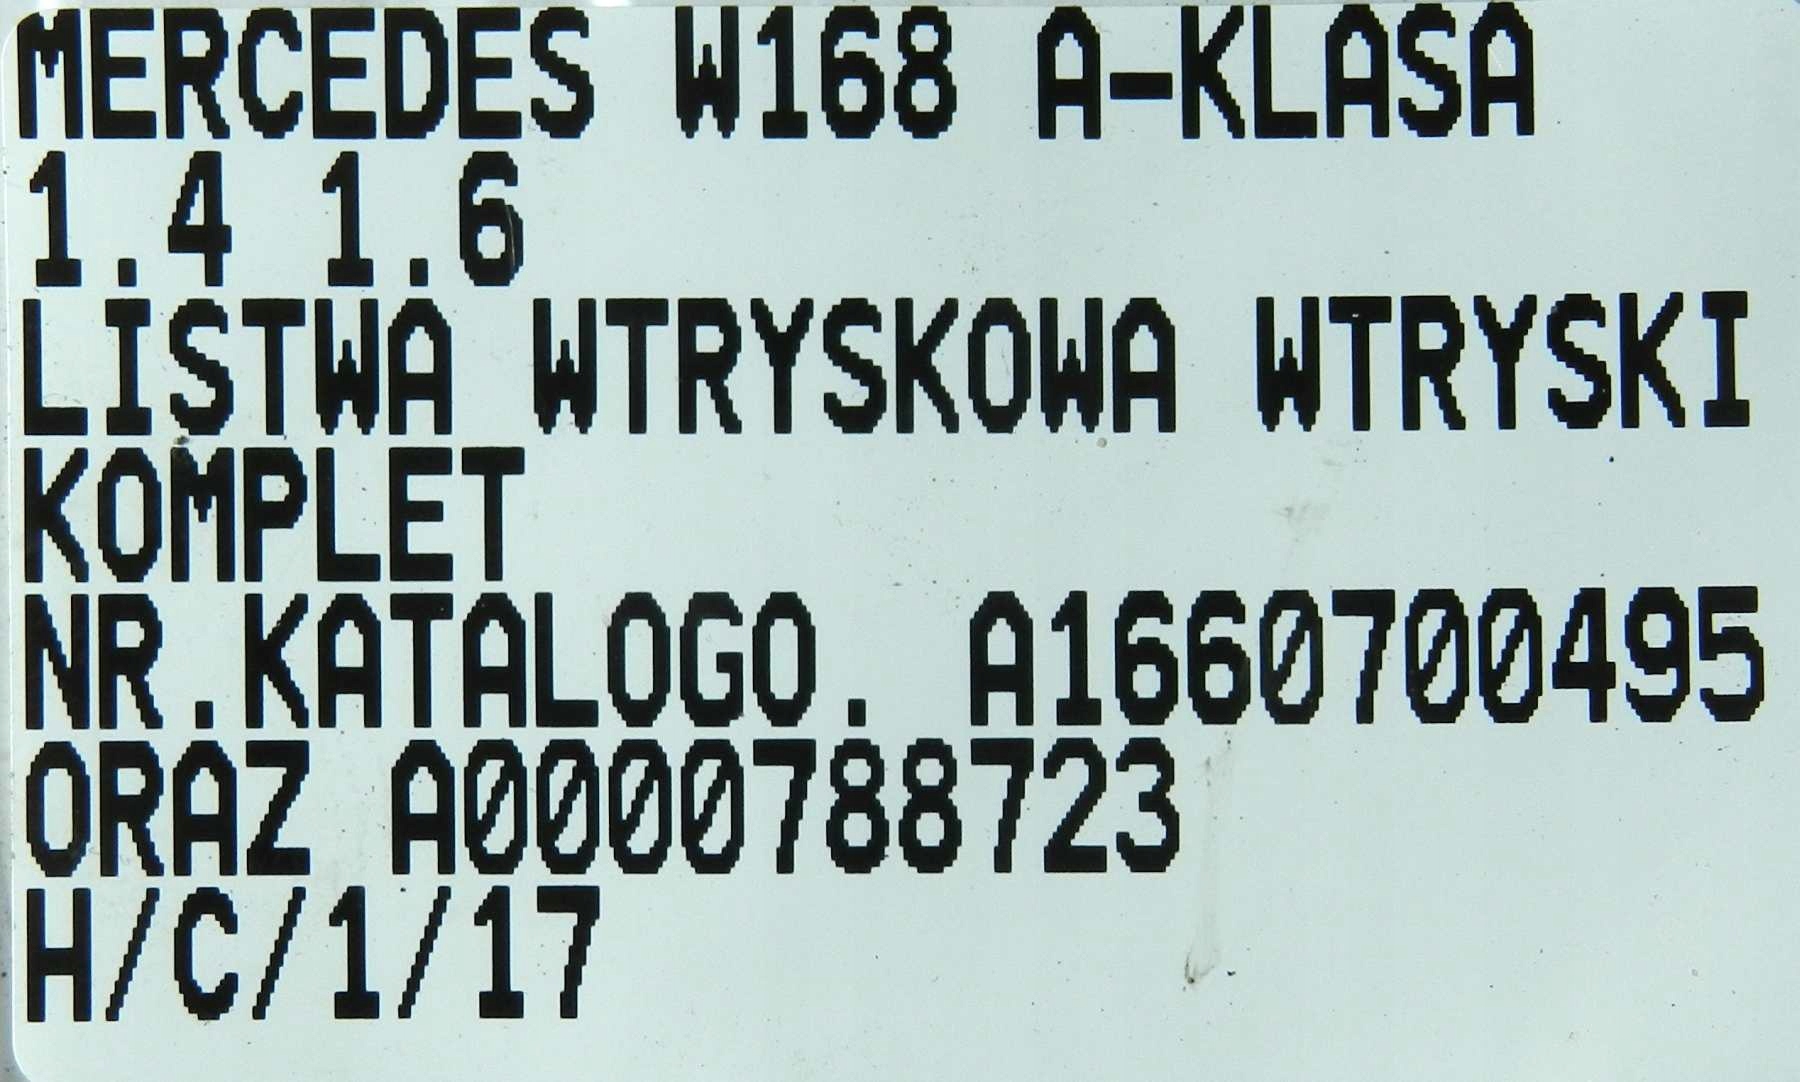 MERCEDES W168 A-KLASA
1.4 1.6
LISTWA WTRYSKOWA WTRYSKI
KOMPLET
NR.KATALOGO. A1660700495
ORAZ A0000788723
H/C/1/17